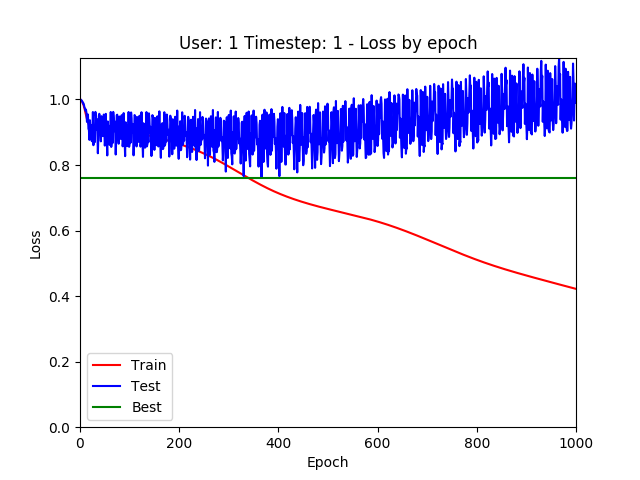 User: 1 Timestep: 1 - Loss by epoch
Loss
1.0
0.8
0.6
0.4
0.2
0.0
Train
Test
Best
0 200 400 600 800 1000
Epoch